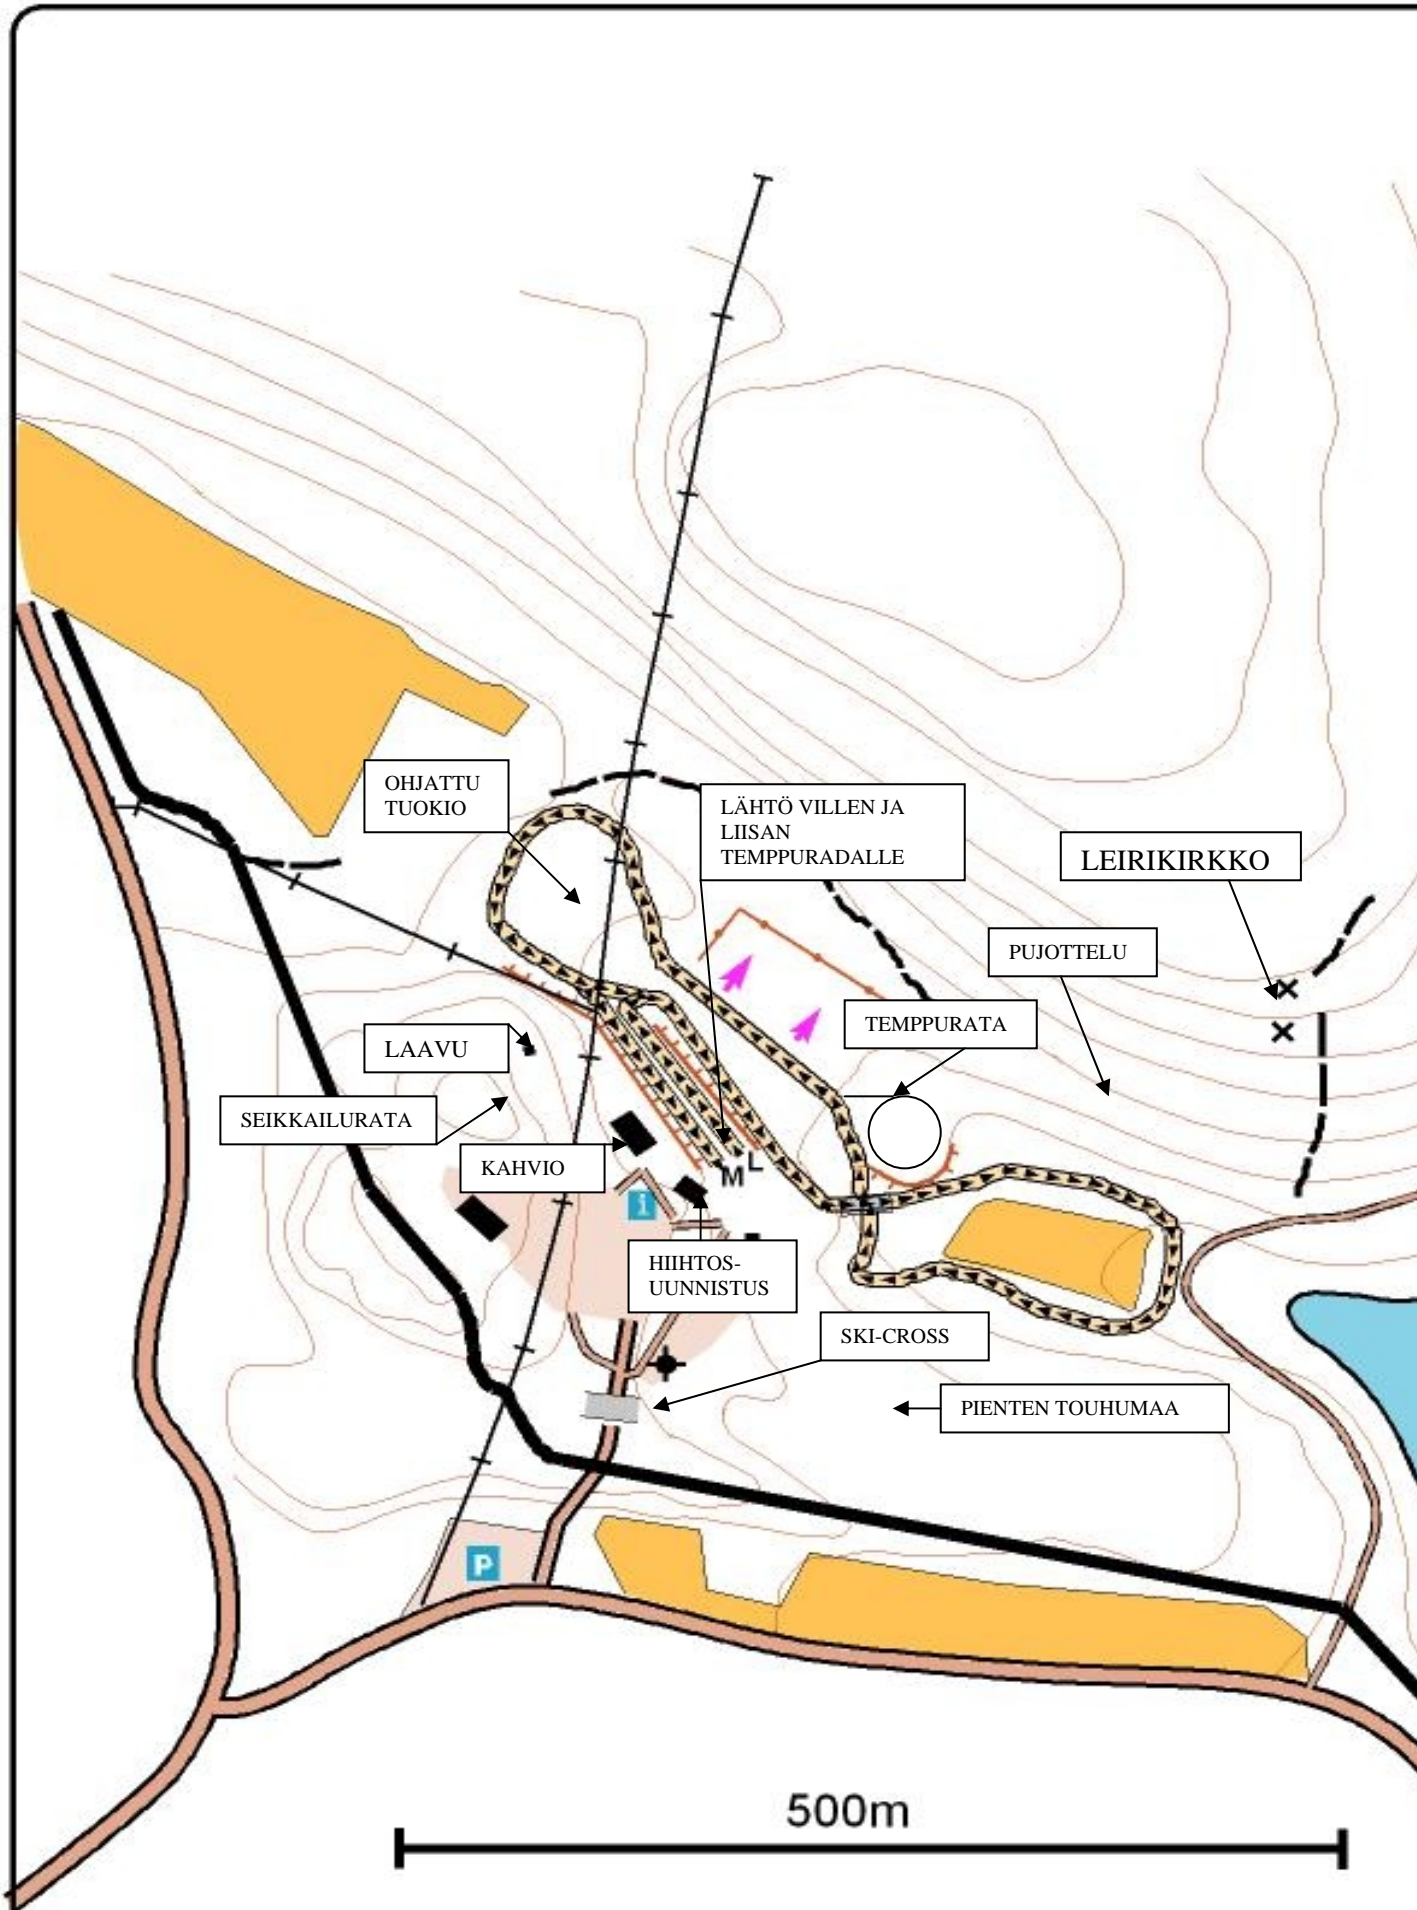 OHJATTU
TUOKIO
LÄHTÖ VILLEN JA
LIISAN
TEMPPURADALLE
LEIRIKIRKKO
PUJOTTELU
TEMPPURATA
LAAVU
SEIKKAILURATA
KAHVIO
M L
i
HIIHTOS-
UUNNISTUS
SKI-CROSS
PIENTEN TOUHUMAA
P
500m